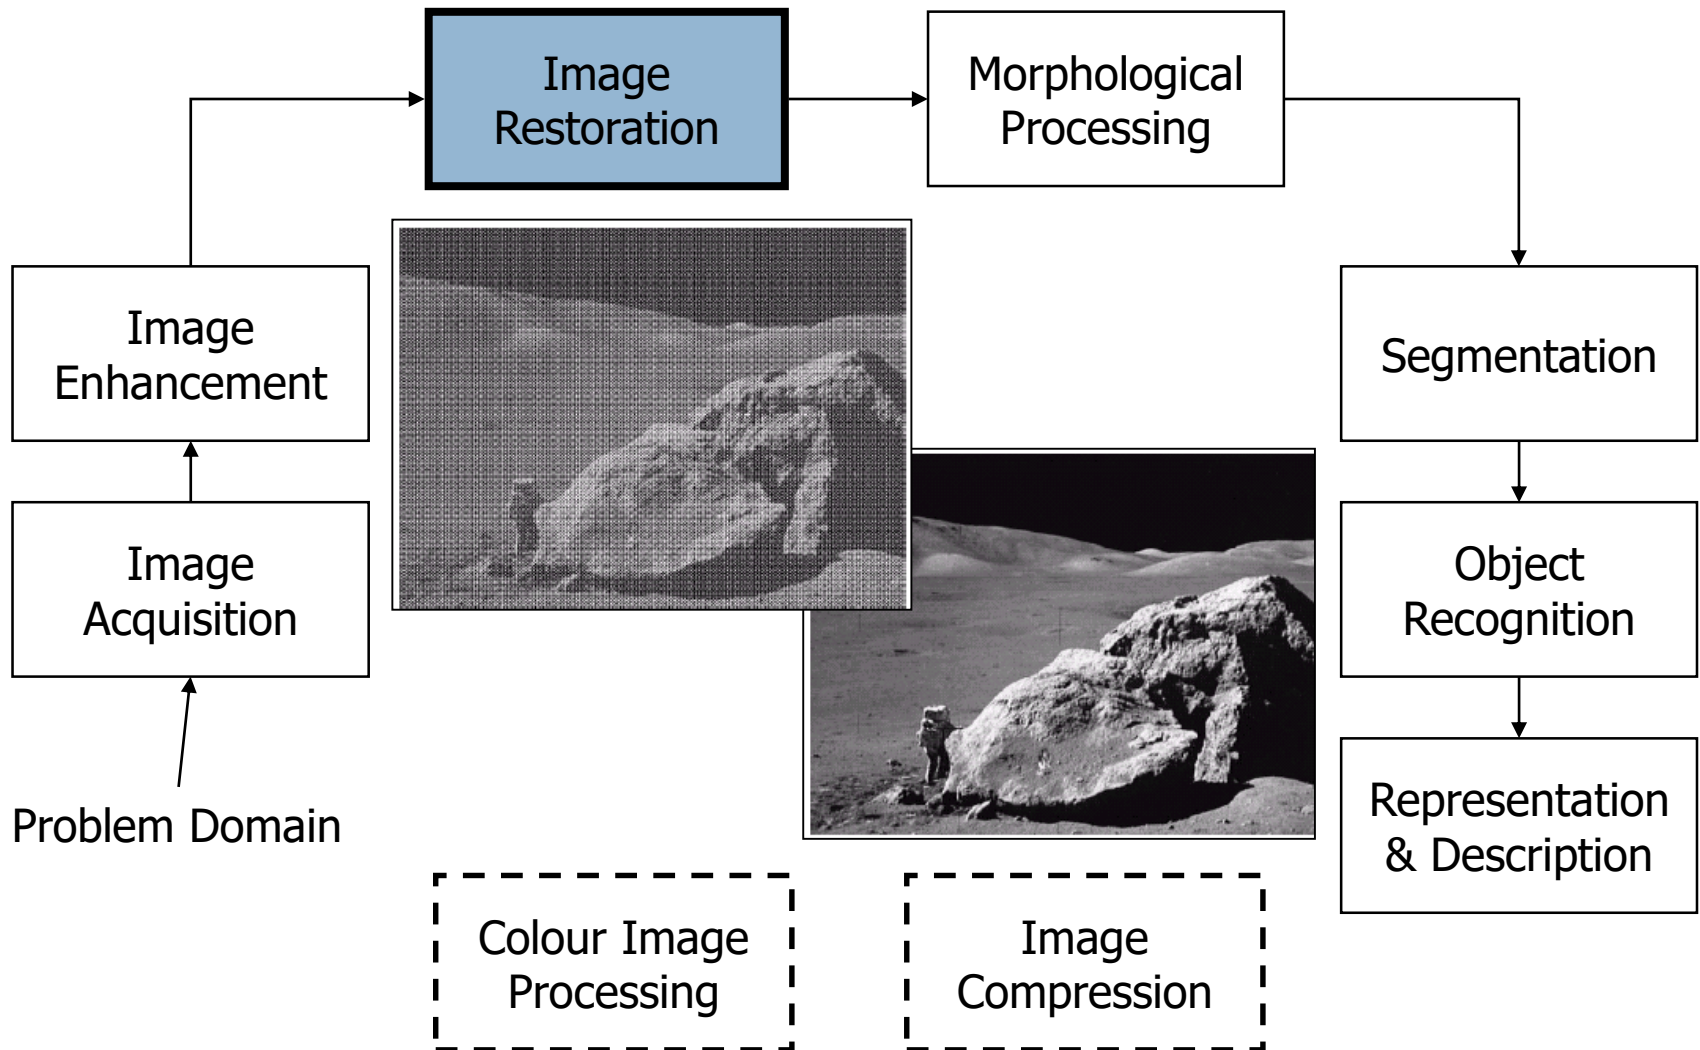 Image
Restoration
Morphological
Processing
Image
Enhancement
Segmentation
Image
Acquisition
Object
Recognition
Problem Domain
Representation
& Description
Colour Image
Processing
Image
Compression